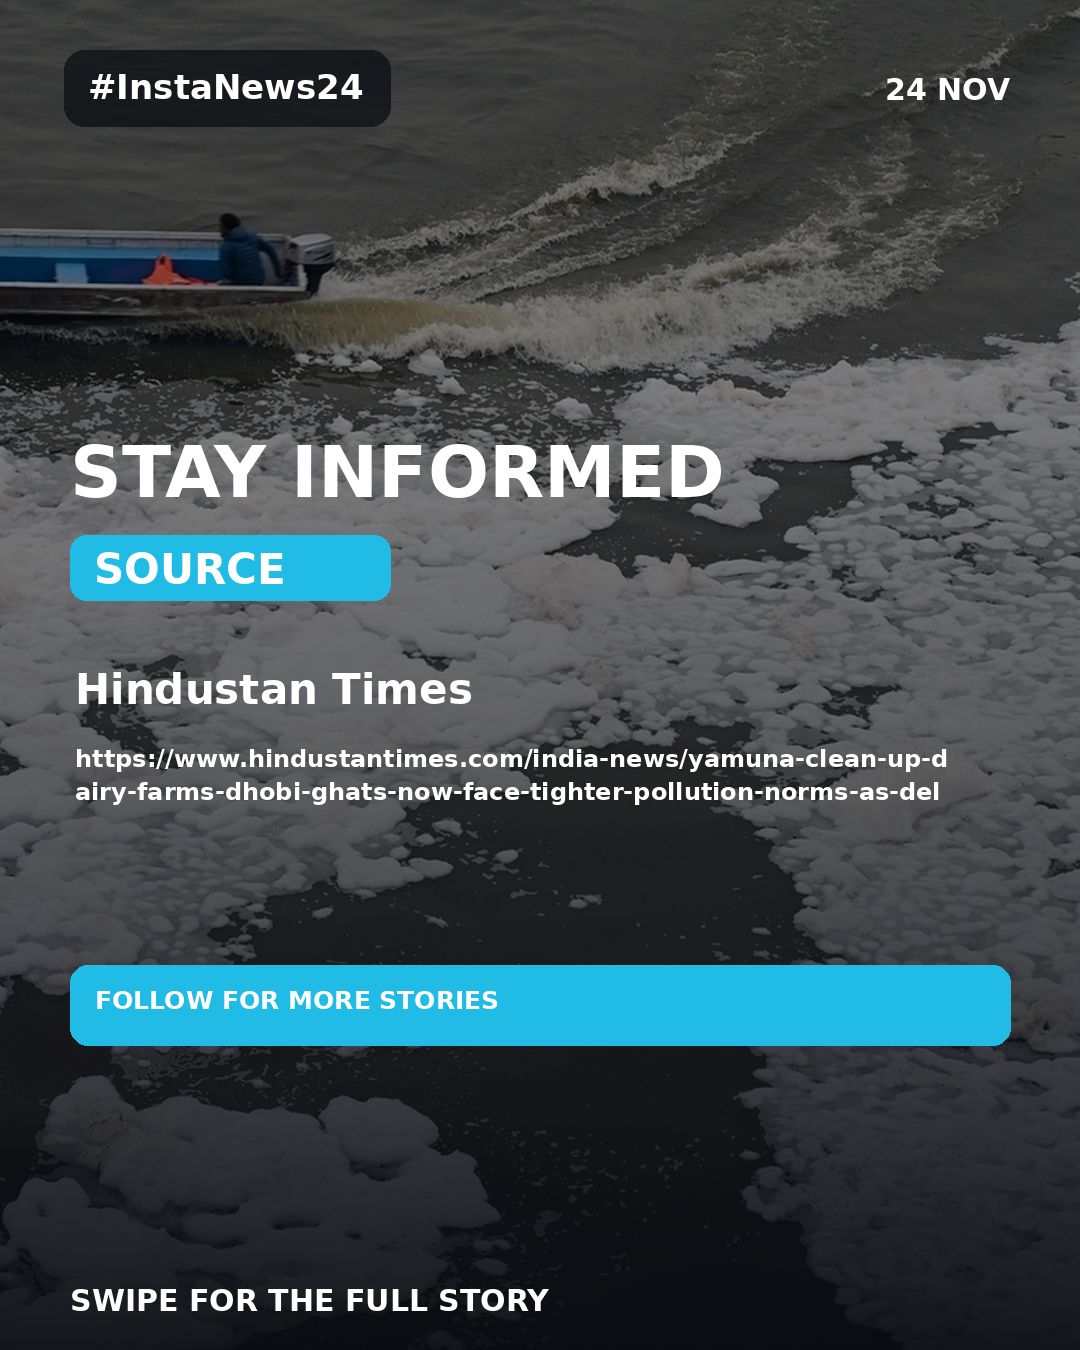 #InstaNews24
24 NOV
STAY INFORMED
SOURCE
Hindustan Times
https://www.hindustantimes.com/india-news/yamuna-clean-up-d
airy-farms-dhobi-ghats-now-face-tighter-pollution-norms-as-del
FOLLOW FOR MORE STORIES
SWIPE FOR THE FULL STORY